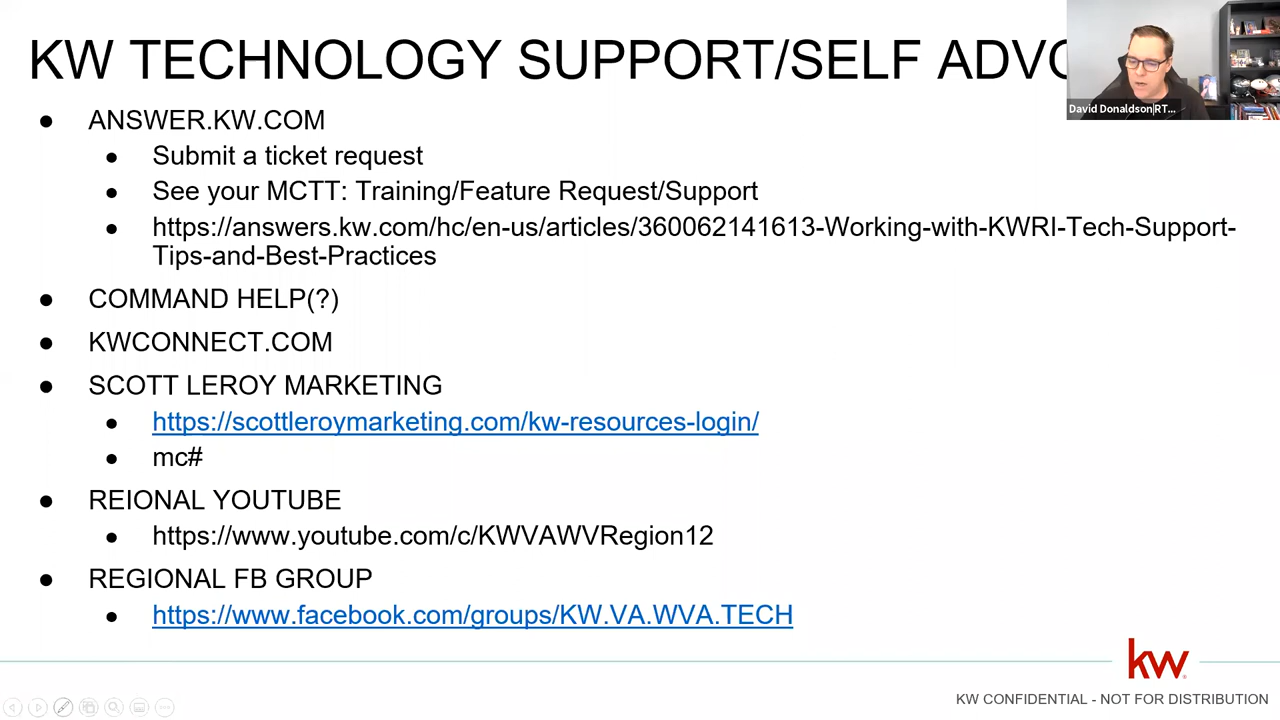 KW TECHNOLOGY SUPPORT/SELF ADVO
David Donaldson|RT...
● ANSWER.KW.COM
● Submit a ticket request
● See your MCTT: Training/Feature Request/Support
● https://answers.kw.com/hc/en-us/articles/360062141613-Working-with-KWRI-Tech-Support-
Tips-and-Best-Practices
● COMMAND HELP(?)
● KWCONNECT.COM
● SCOTT LEROY MARKETING
● https://scottleroymarketing.com/kw-resources-login/
● mc#
● REIONAL YOUTUBE
● https://www.youtube.com/c/KWVAWVRegion12
● REGIONAL FB GROUP
● https://www.facebook.com/groups/KW.VA.WVA.TECH
kw
KW CONFIDENTIAL - NOT FOR DISTRIBUTION